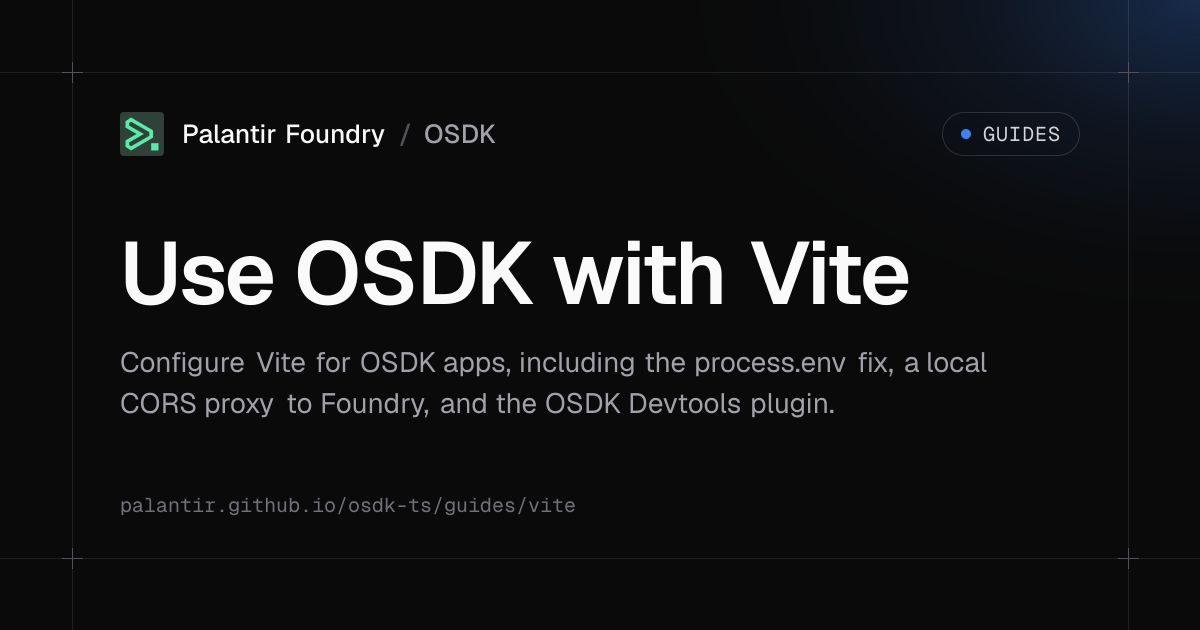 Palantir Foundry / OSDK
GUIDES
Use OSDK with Vite
Configure Vite for OSDK apps, including the process.env fix, a local
CORS proxy to Foundry, and the OSDK Devtools plugin.
palantir.github.io/osdk-ts/guides/vite